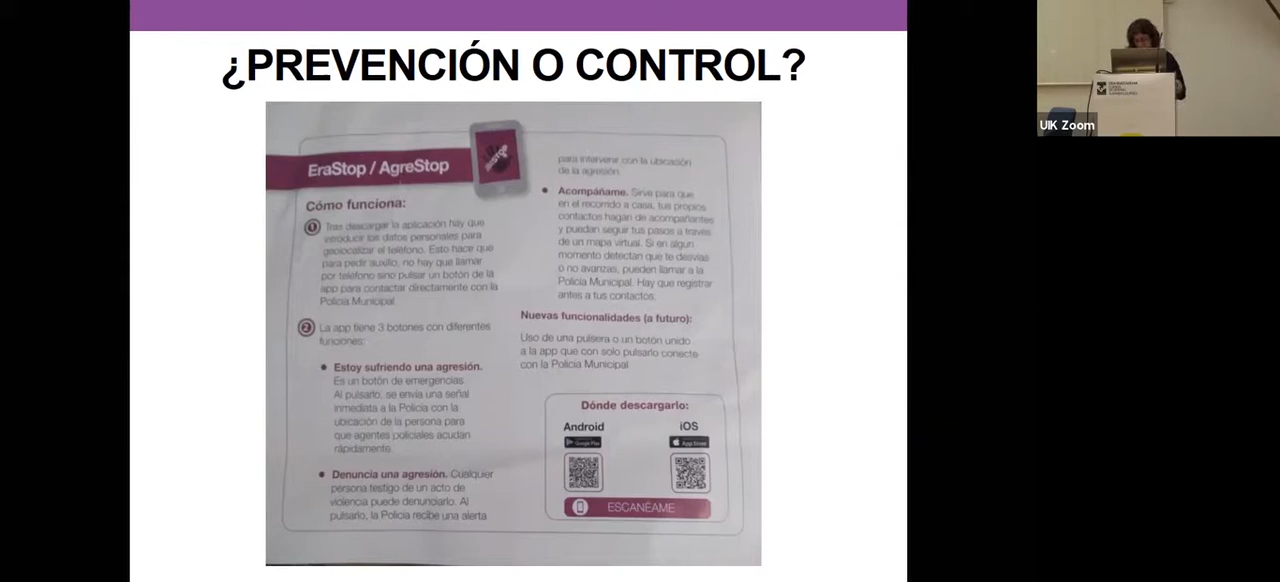 ¿PREVENCIÓN O CONTROL?
EraStop / AgreStop
Cómo funciona:
1 Tras descargar la aplicación hay que
introducir los datos personales para
geolocalizar el teléfono. Esto hace que
para pedir auxilio, no hay que llamar
por teléfono sino pulsar un botón de la
app para contactar directamente con la
Policía Municipal.
2 La app tiene 3 botones con diferentes
funciones:
• Estoy sufriendo una agresión.
Es un botón de emergencias.
Al pulsarlo, se envía una señal
inmediata a la Policía con la
ubicación de la persona para
que agentes policiales acudan
rápidamente.
• Denuncia una agresión. Cualquier
persona testigo de un acto de
violencia puede denunciarlo. Al
pulsarlo, la Policía recibe una alerta
para intervenir con la ubicación
de la agresión.
• Acompáñame. Sirve para que
en el recorrido a casa, tus propios
contactos hagan de acompañantes
y puedan seguir tus pasos a través
de un mapa virtual. Si en algún
momento detectan que te desvías
o no avanzas, pueden llamar a la
Policía Municipal. Hay que registrar
antes a tus contactos.
Nuevas funcionalidades (a futuro):
Uso de una pulsera o un botón unido
a la app que con solo pulsarlo conecte
con la Policía Municipal
Dónde descargarlo:
Android
iOS
Google Play
App Store
ESCANÉAME
UIK Zoom